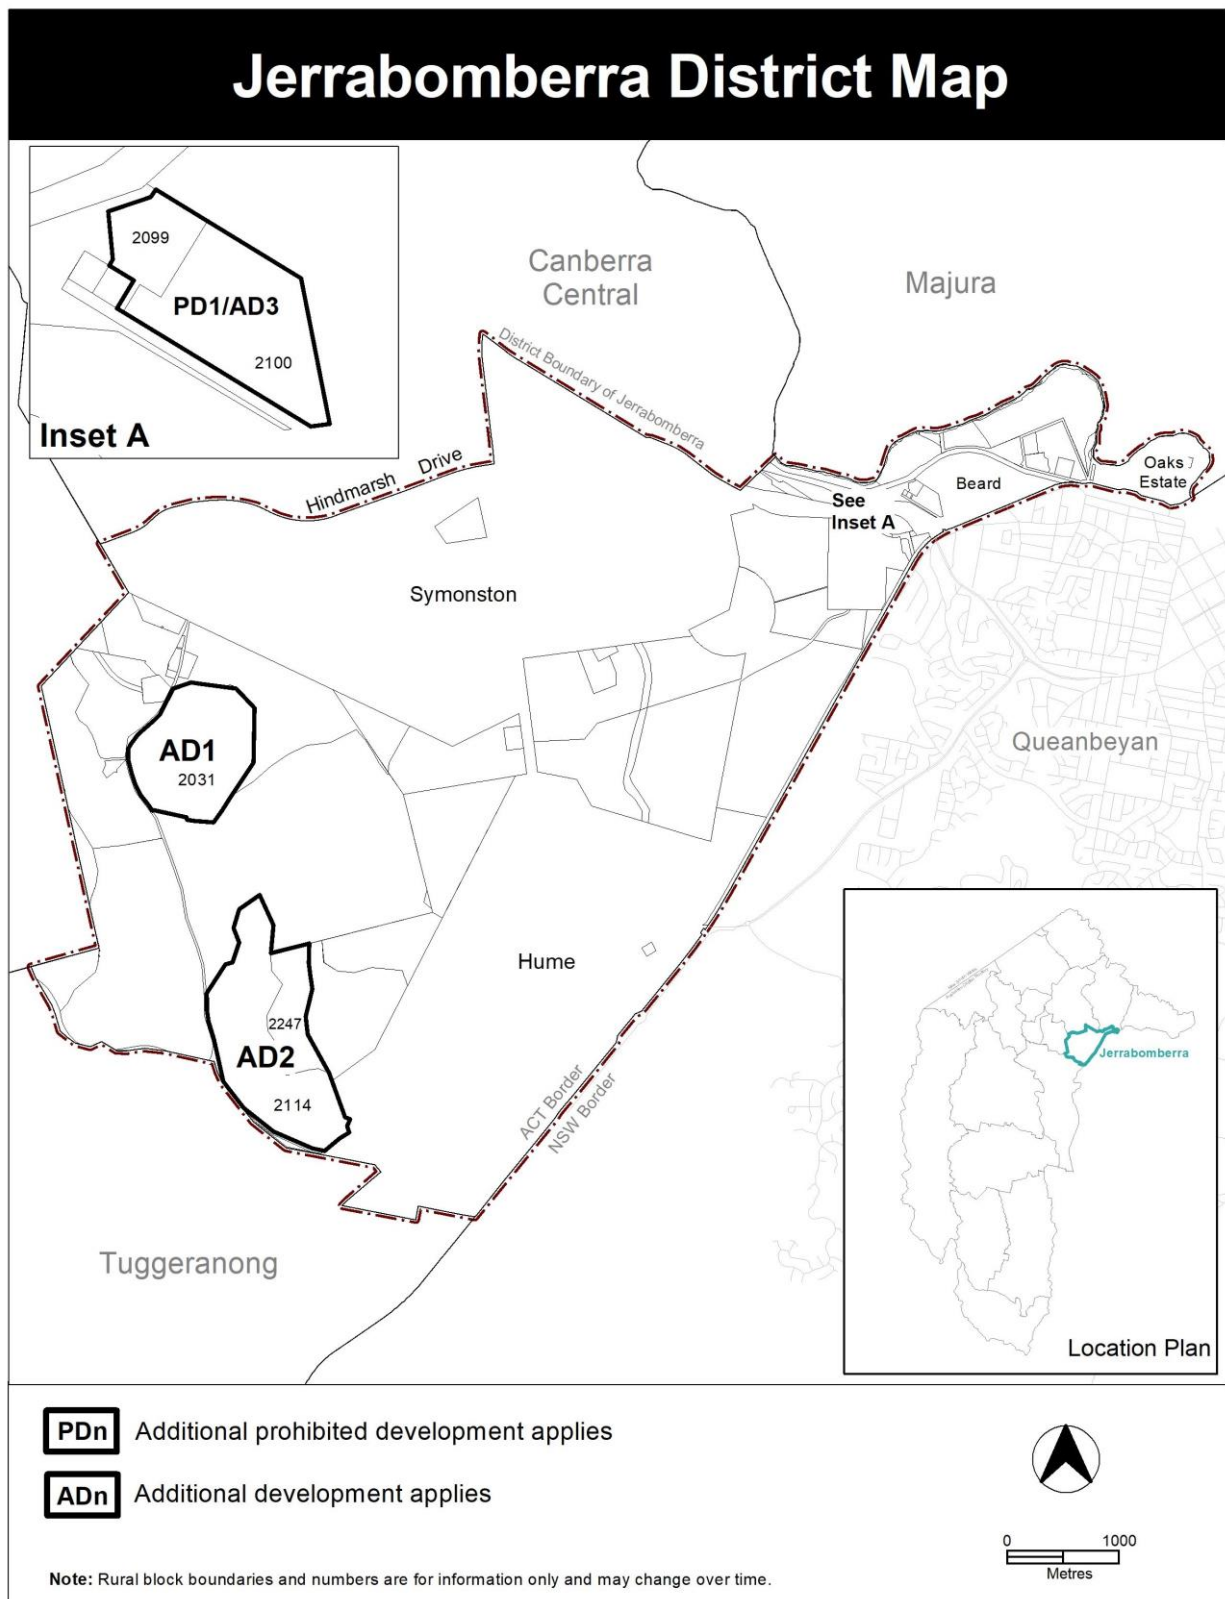 Jerrabomberra District Map
2099
PD1/AD3
2100
Inset A
Canberra
Central
Majura
District Boundary of Jerrabomberra
Hindmarsh Drive
See
Inset A
Beard
Oaks
Estate
Symonston
AD1
2031
Queanbeyan
Hume
2247
AD2
2114
ACT Border
NSW Border
Tuggeranong
Jerrabomberra
Location Plan
PDn Additional prohibited development applies
ADn Additional development applies
0 1000
Metres
Note: Rural block boundaries and numbers are for information only and may change over time.